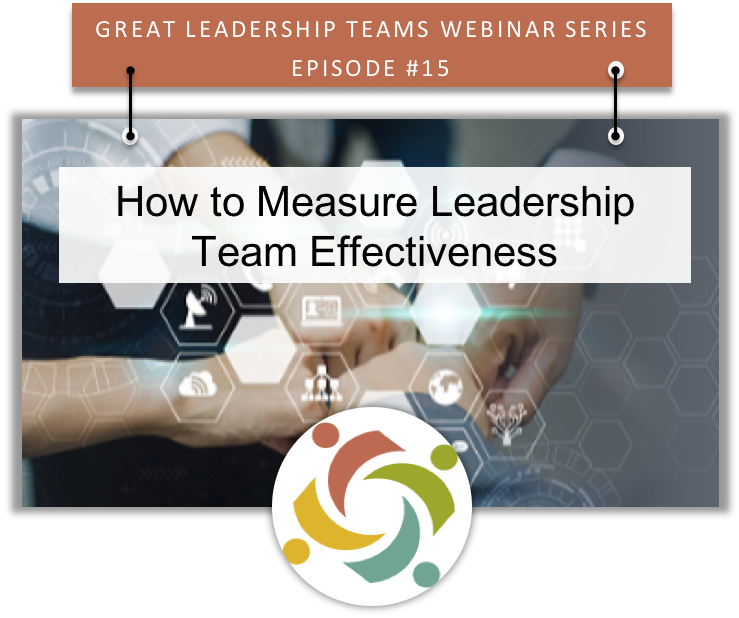 GREAT LEADERSHIP TEAMS WEBINAR SERIES
EPISODE #15
How to Measure Leadership
Team Effectiveness